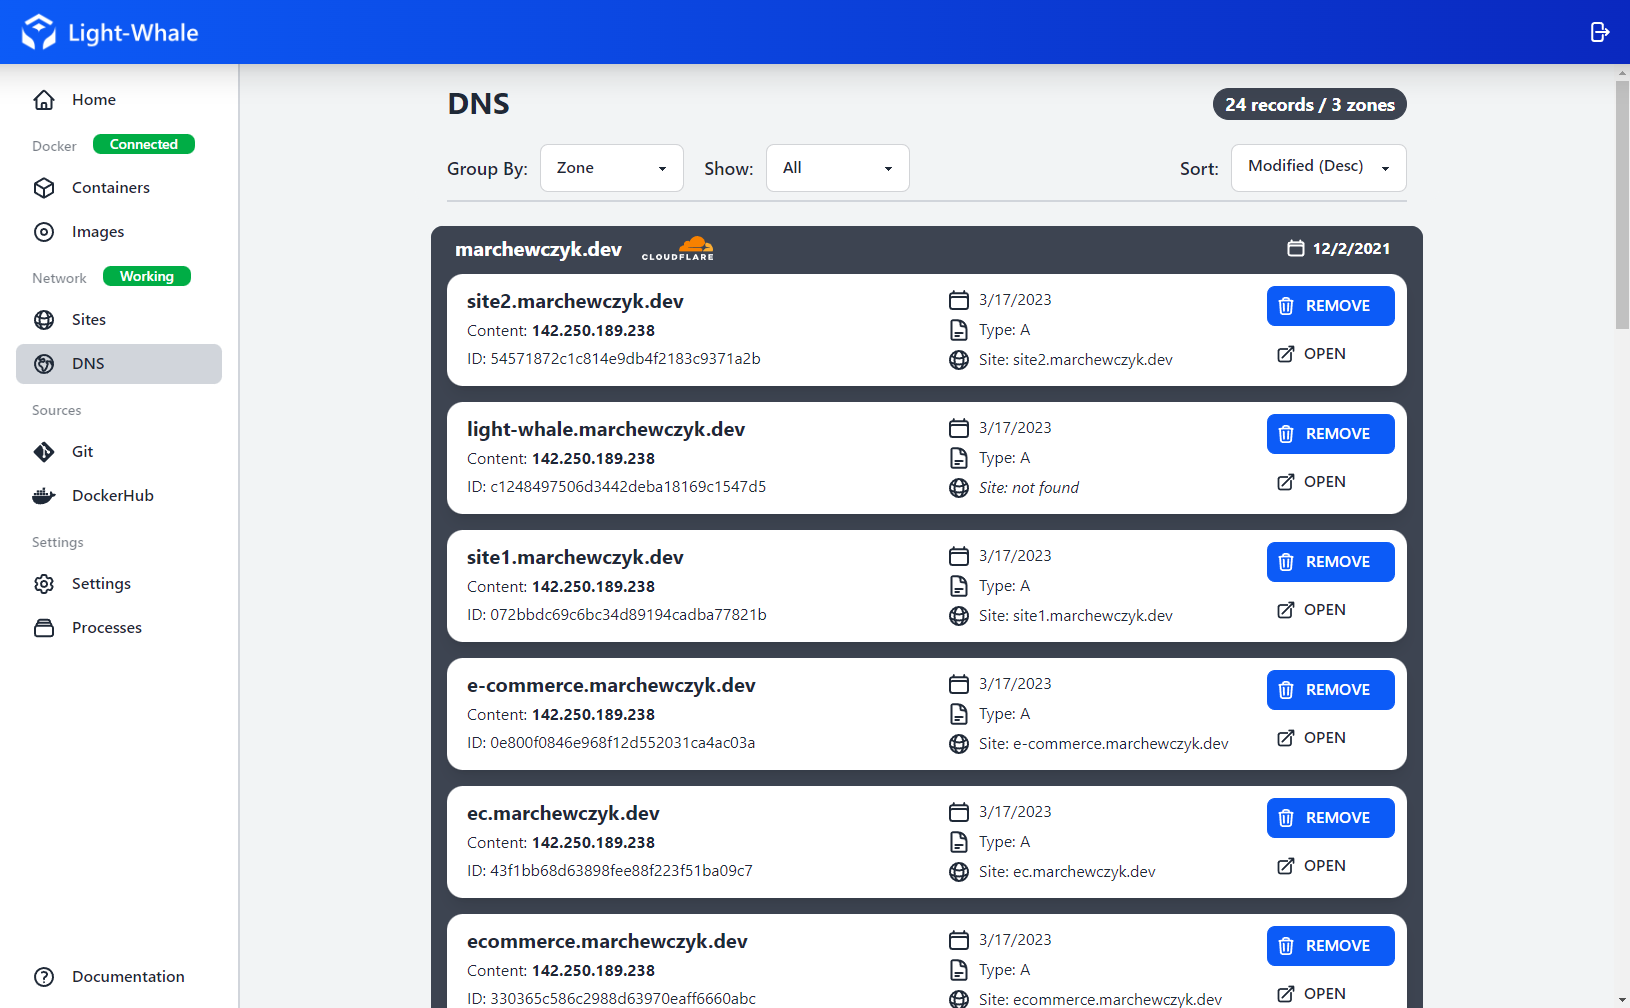 Light-Whale
Home
Docker
Connected
Containers
Images
Network
Working
Sites
DNS
Sources
Git
DockerHub
Settings
Settings
Processes
Documentation
DNS
24 records / 3 zones
Group By:
Zone
Show:
All
Sort:
Modified (Desc)
marchewczyk.dev
CLOUDFLARE
12/2/2021
site2.marchewczyk.dev
Content: 142.250.189.238
ID: 54571872c1c814e9db4f2183c9371a2b
3/17/2023
Type: A
Site: site2.marchewczyk.dev
REMOVE
OPEN
light-whale.marchewczyk.dev
Content: 142.250.189.238
ID: c1248497506d3442deba18169c1547d5
3/17/2023
Type: A
Site: not found
REMOVE
OPEN
site1.marchewczyk.dev
Content: 142.250.189.238
ID: 072bbdc69c6bc34d89194cadba77821b
3/17/2023
Type: A
Site: site1.marchewczyk.dev
REMOVE
OPEN
e-commerce.marchewczyk.dev
Content: 142.250.189.238
ID: 0e800f0846e968f12d552031ca4ac03a
3/17/2023
Type: A
Site: e-commerce.marchewczyk.dev
REMOVE
OPEN
ec.marchewczyk.dev
Content: 142.250.189.238
ID: 43f1bb68d63898fee88f223f51ba09c7
3/17/2023
Type: A
Site: ec.marchewczyk.dev
REMOVE
OPEN
ecommerce.marchewczyk.dev
Content: 142.250.189.238
ID: 330365c586c2988d63970eaff6660abc
3/17/2023
Type: A
Site: ecommerce.marchewczyk.dev
REMOVE
OPEN